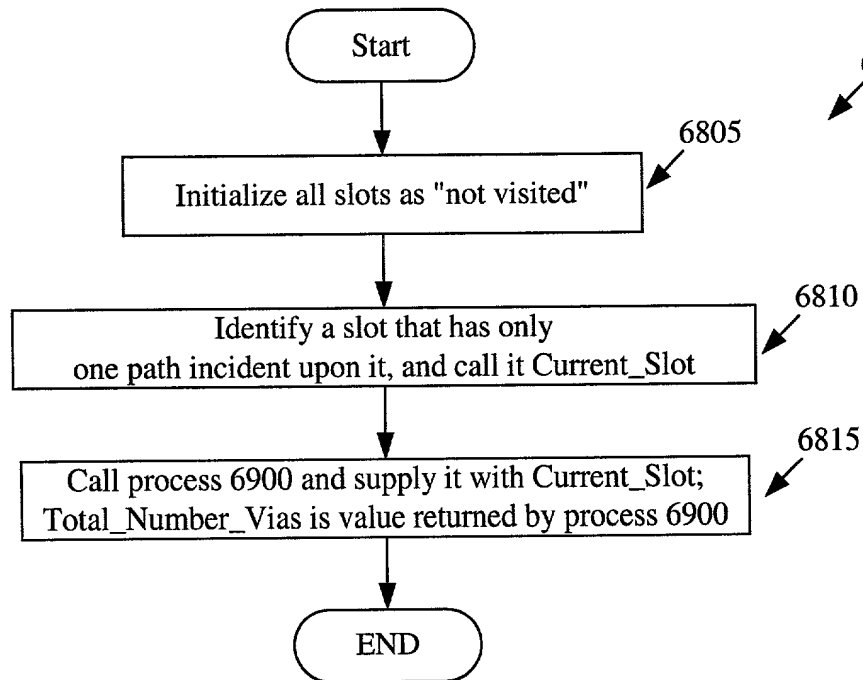 Start
6805
Initialize all slots as "not visited"
6810
Identify a slot that has only
one path incident upon it, and call it Current_Slot
6815
Call process 6900 and supply it with Current_Slot;
Total_Number_Vias is value returned by process 6900
END